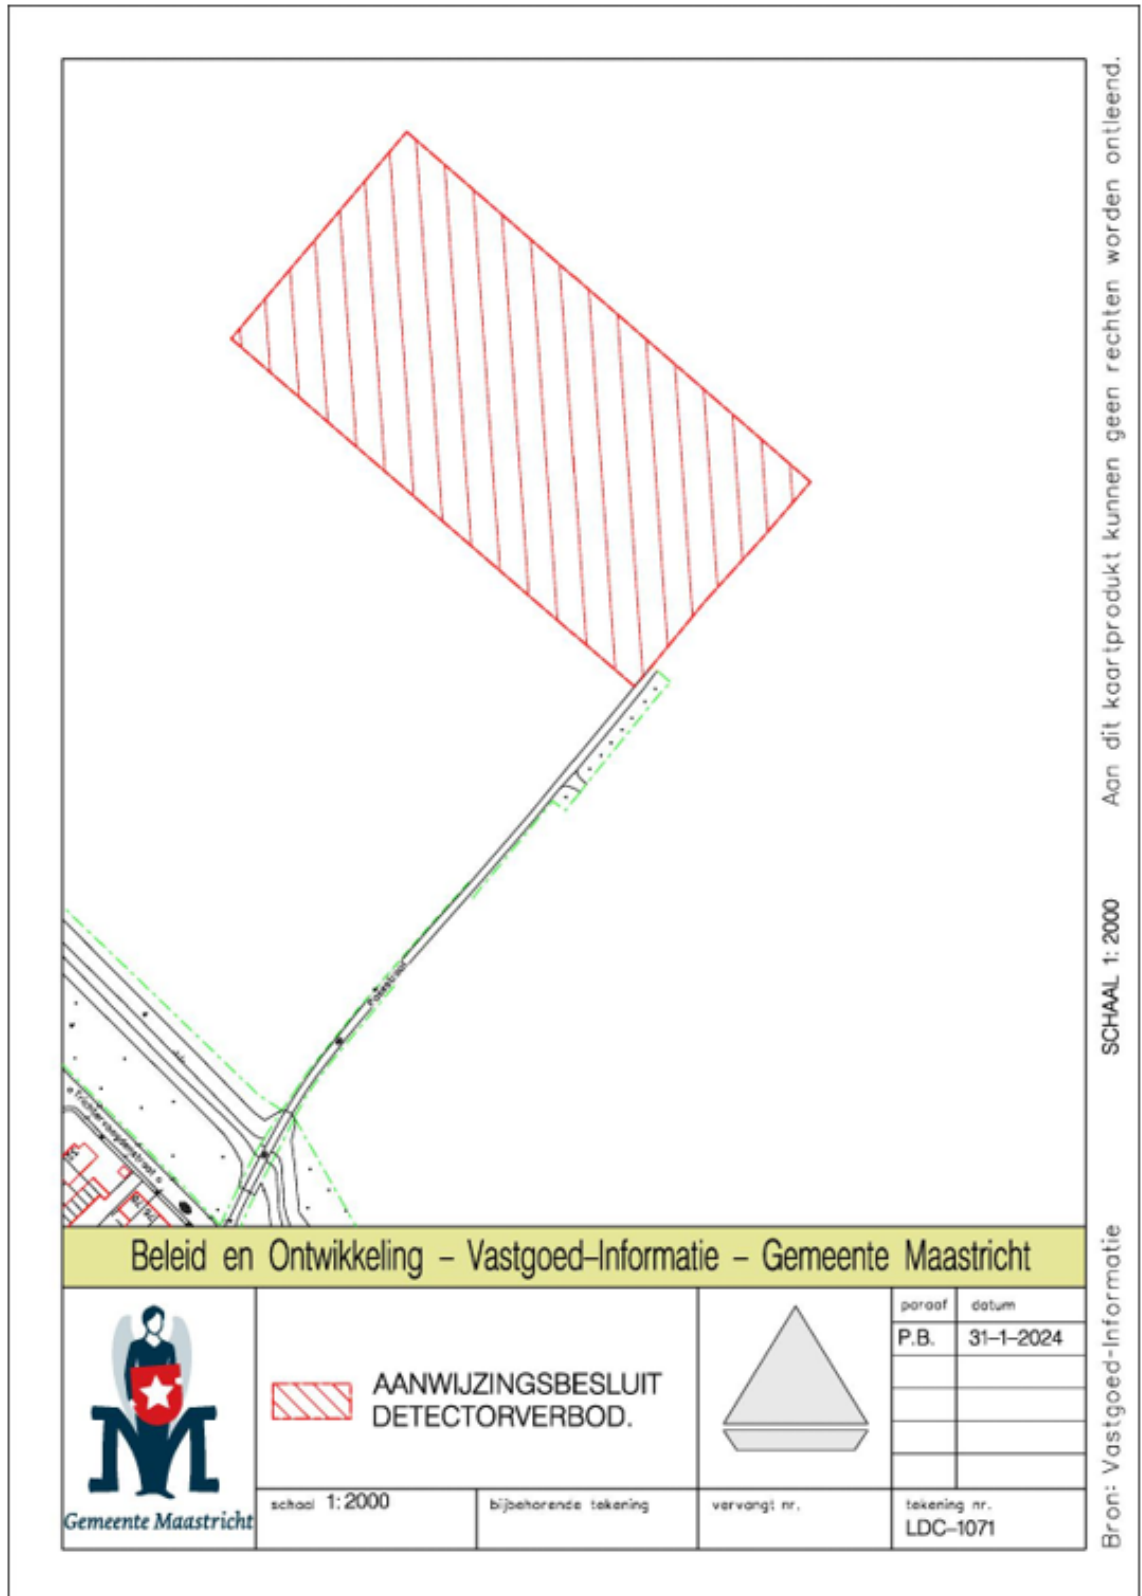 Aan dit kaartprodukt kunnen geen rechten worden ontleend.
SCHAAL 1:2000
Bron: Vastgoed-Informatie
Beleid en Ontwikkeling – Vastgoed–Informatie – Gemeente Maastricht
Gemeente Maastricht
AANWIJZINGSBESLUIT
DETECTORVERBOD.
paraaf datum
P.B. 31–1–2024
schaal 1:2000
bijbehorende tekening
vervangt nr.
tekening nr.
LDC–1071